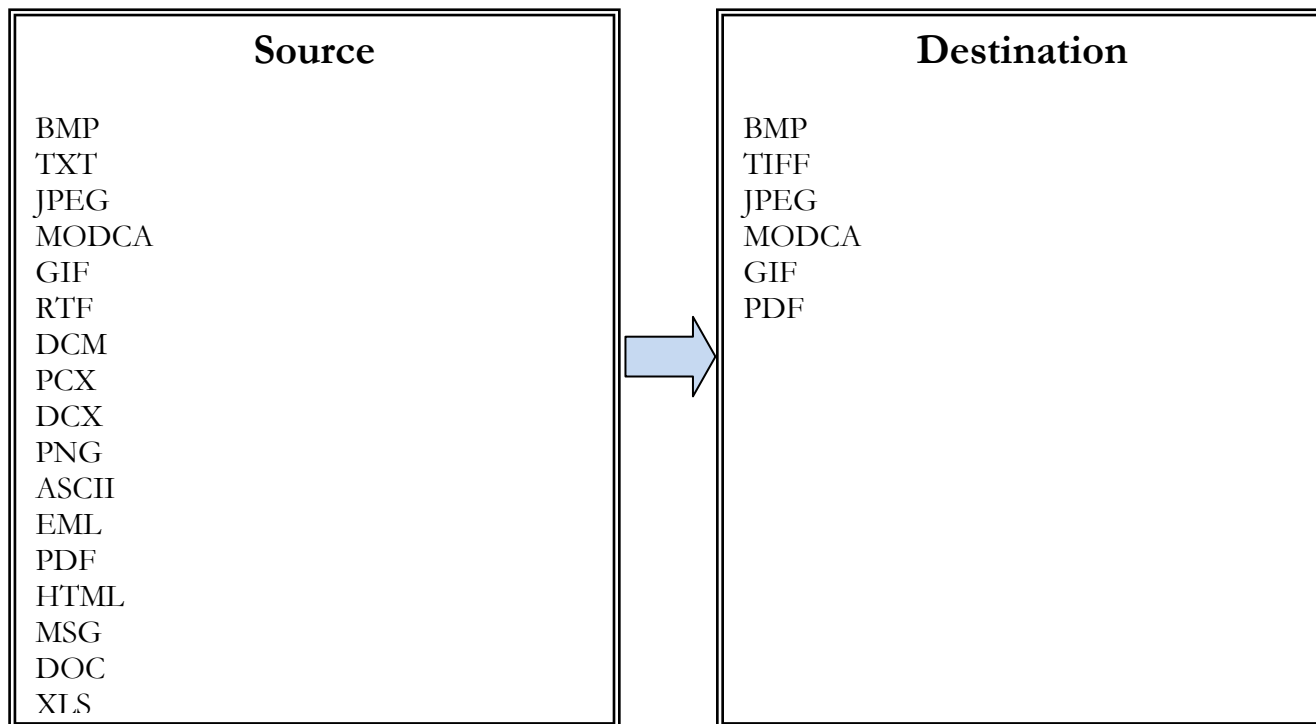 Source
BMP
TXT
JPEG
MODCA
GIF
RTF
DCM
PCX
DCX
PNG
ASCII
EML
PDF
HTML
MSG
DOC
XLS
Destination
BMP
TIFF
JPEG
MODCA
GIF
PDF